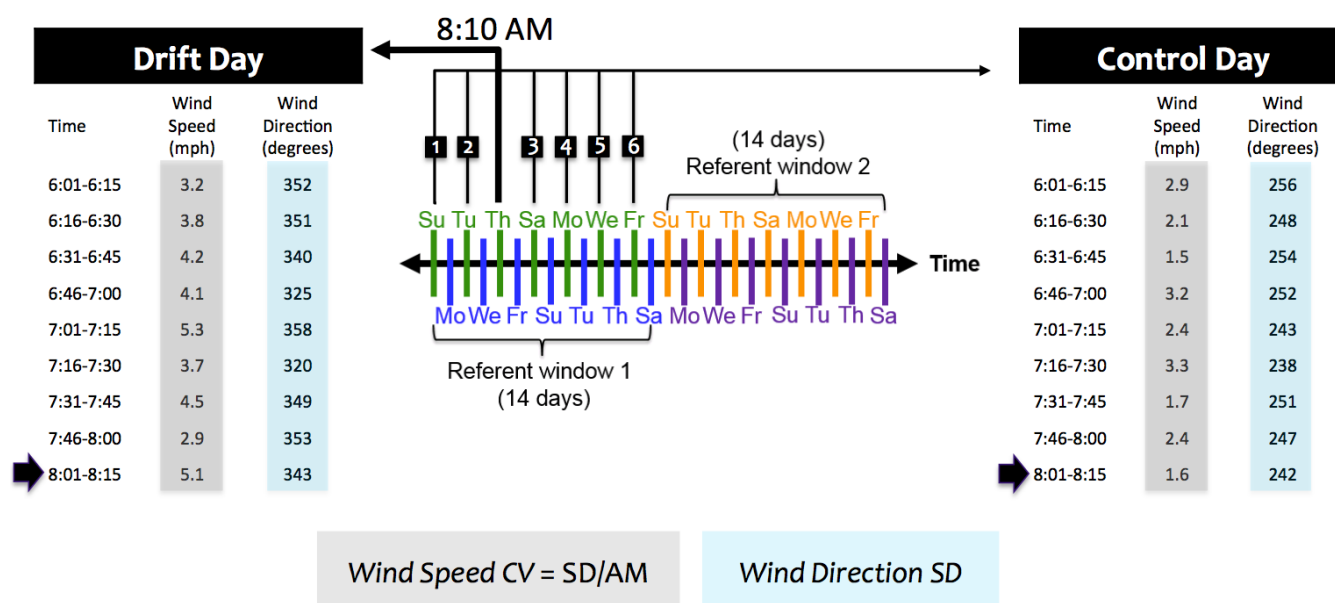 8:10 AM
Drift Day
Time Wind Speed (mph) Wind Direction (degrees)
6:01-6:15 3.2 352
6:16-6:30 3.8 351
6:31-6:45 4.2 340
6:46-7:00 4.1 325
7:01-7:15 5.3 358
7:16-7:30 3.7 320
7:31-7:45 4.5 349
7:46-8:00 2.9 353
8:01-8:15 5.1 343
1 2 3 4 5 6
(14 days)
Referent window 2
Su Tu Th Sa Mo We Fr Su Tu Th Sa Mo We Fr
Time
Mo We Fr Su Tu Th Sa Mo We Fr Su Tu Th Sa
Referent window 1
(14 days)
Control Day
Time Wind Speed (mph) Wind Direction (degrees)
6:01-6:15 2.9 256
6:16-6:30 2.1 248
6:31-6:45 1.5 254
6:46-7:00 3.2 252
7:01-7:15 2.4 243
7:16-7:30 3.3 238
7:31-7:45 1.7 251
7:46-8:00 2.4 247
8:01-8:15 1.6 242
Wind Speed CV = SD/AM
Wind Direction SD